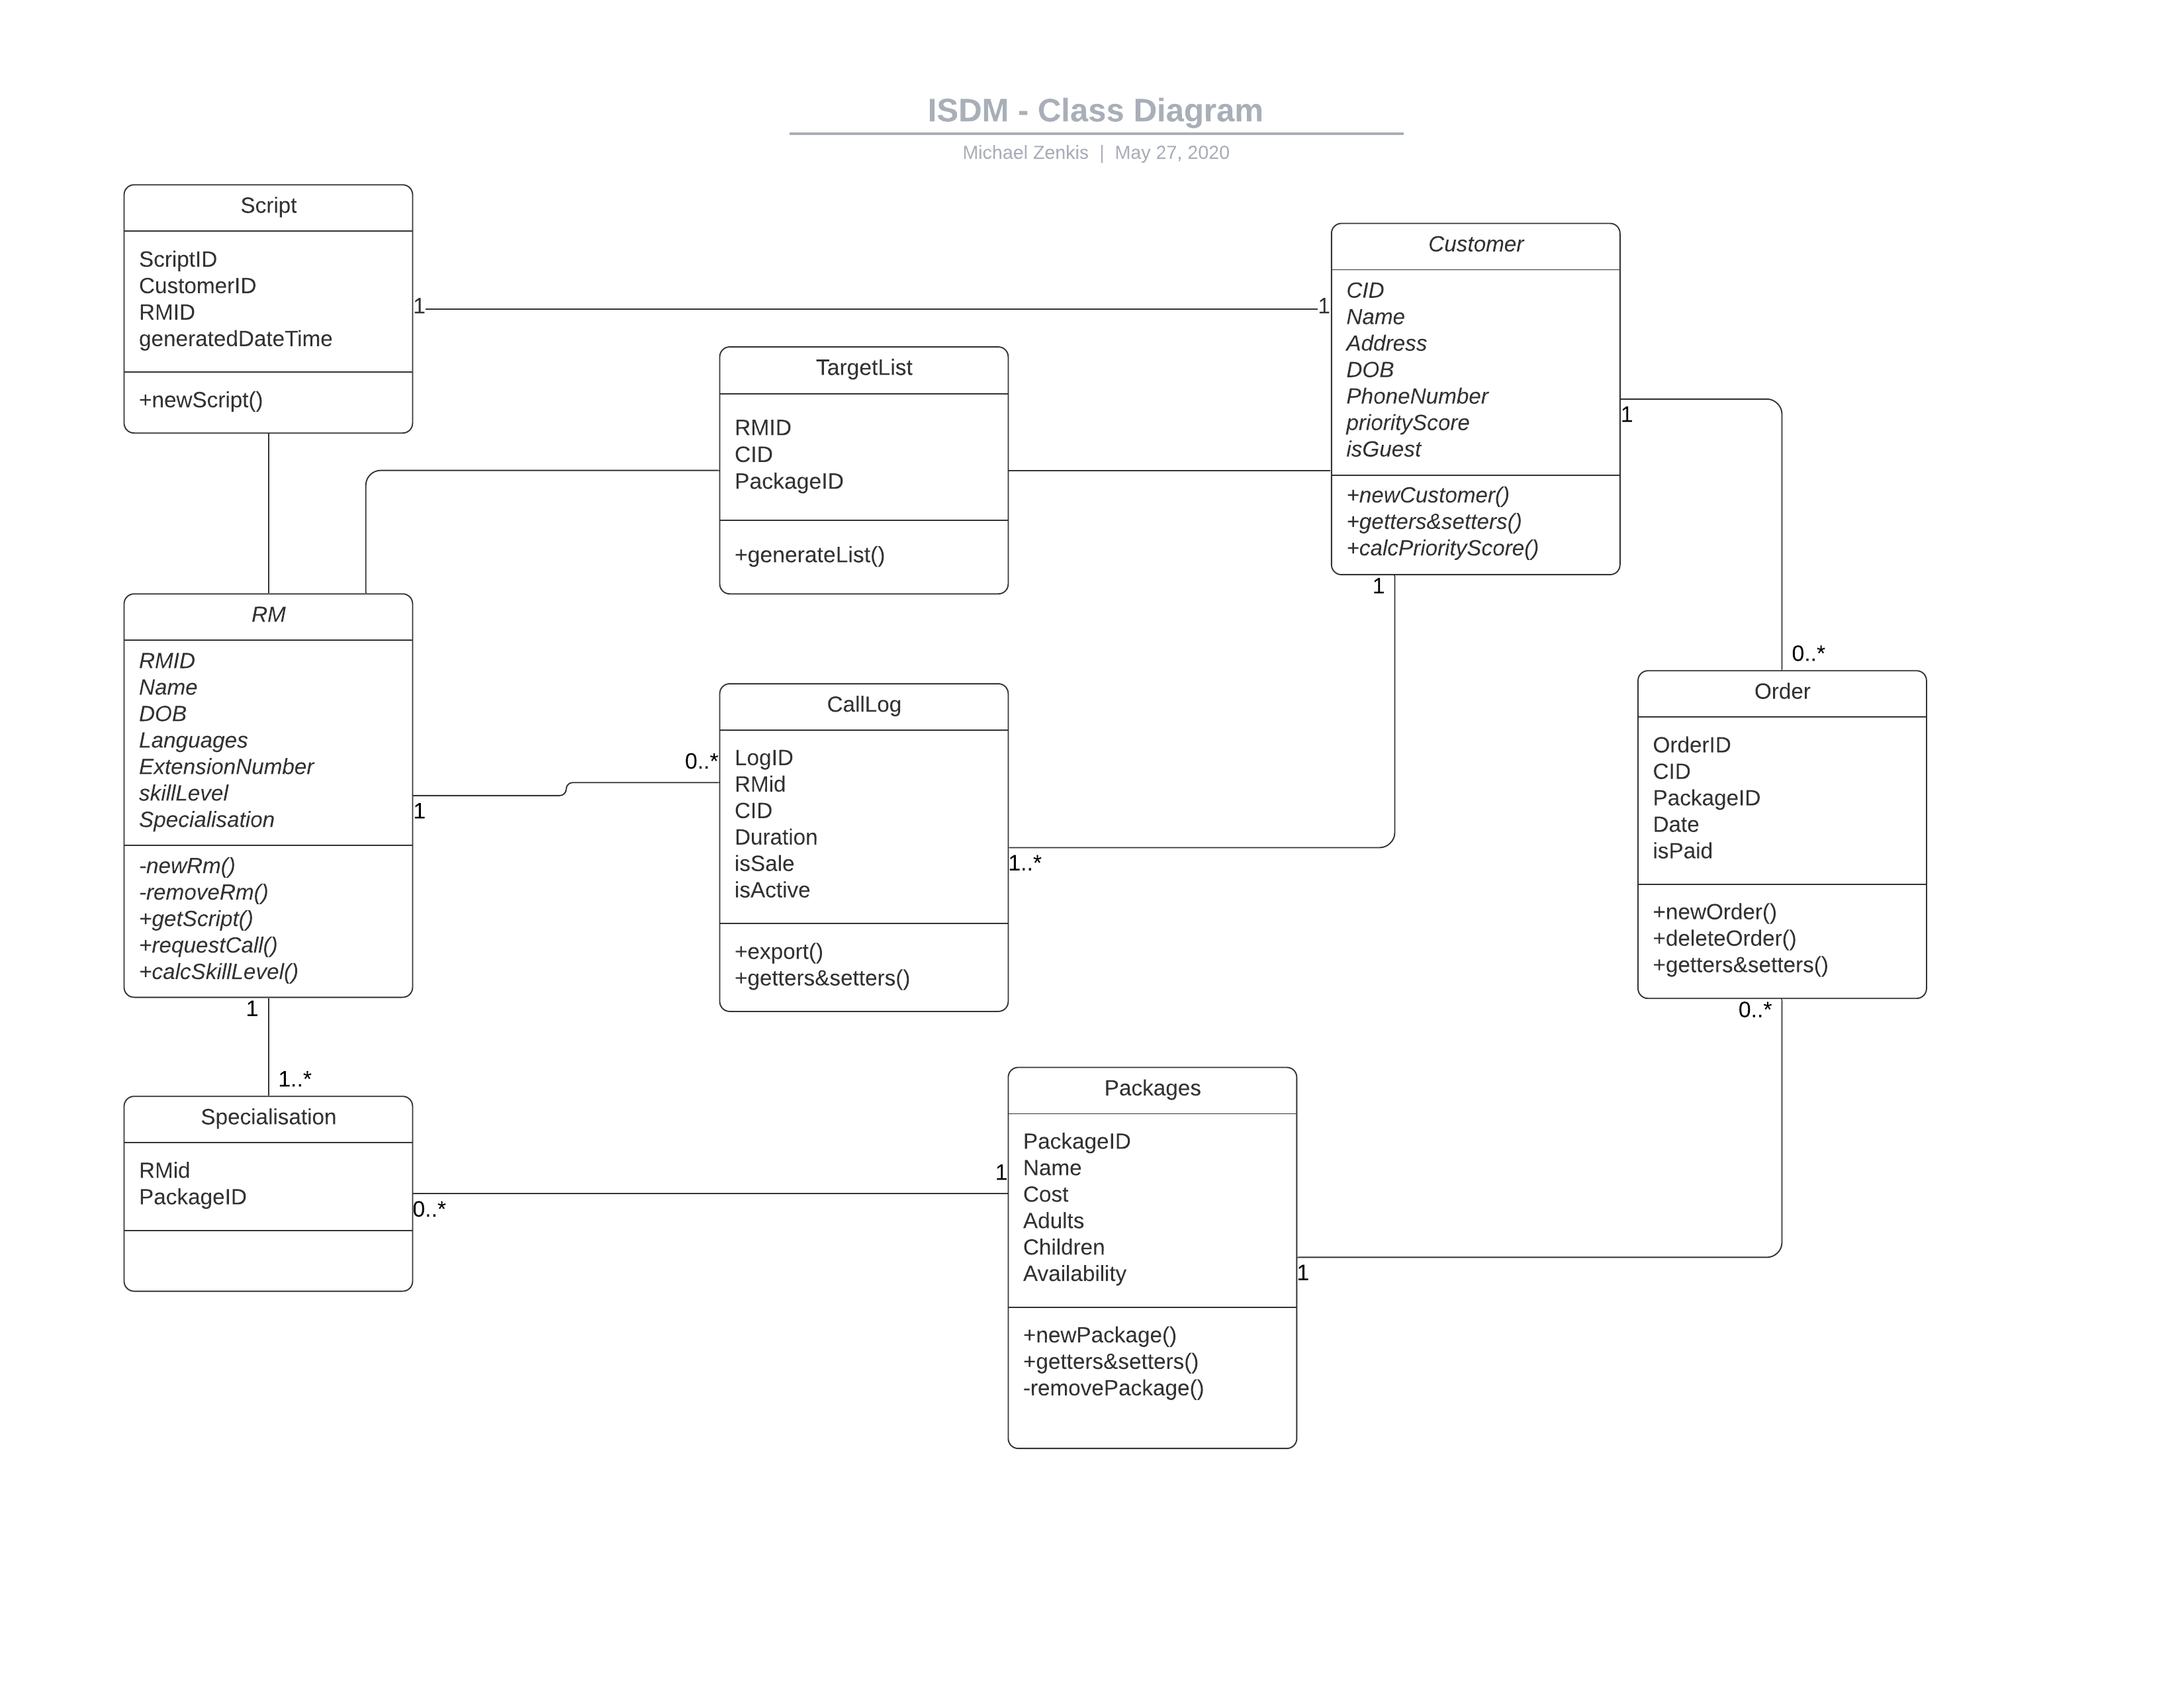 ISDM - Class Diagram
Michael Zenkis | May 27, 2020
Script
ScriptID
CustomerID
RMID
generatedDateTime
+newScript()
1
1
Customer
CID
Name
Address
DOB
PhoneNumber
priorityScore
isGuest
+newCustomer()
+getters&setters()
+calcPriorityScore()
1
1
TargetList
RMID
CID
PackageID
+generateList()
RM
RMID
Name
DOB
Languages
ExtensionNumber
skillLevel
Specialisation
-newRm()
-removeRm()
+getScript()
+requestCall()
+calcSkillLevel()
1
1
0..*
CallLog
LogID
RMid
CID
Duration
isSale
isActive
+export()
+getters&setters()
1..*
0..*
Order
OrderID
CID
PackageID
Date
isPaid
+newOrder()
+deleteOrder()
+getters&setters()
0..*
1..*
Specialisation
RMid
PackageID
0..*
1
Packages
PackageID
Name
Cost
Adults
Children
Availability
+newPackage()
+getters&setters()
-removePackage()
1